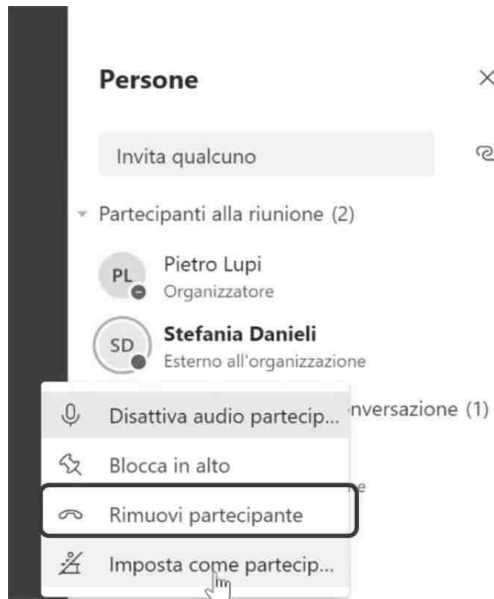 Persone
Invita qualcuno
Partecipanti alla riunione (2)
PL
Pietro Lupi
Organizzatore
SD
Stefania Danieli
Esterno all'organizzazione
nversazione (1)
Disattiva audio partecip...
Blocca in alto
Rimuovi partecipante
Imposta come partecip...